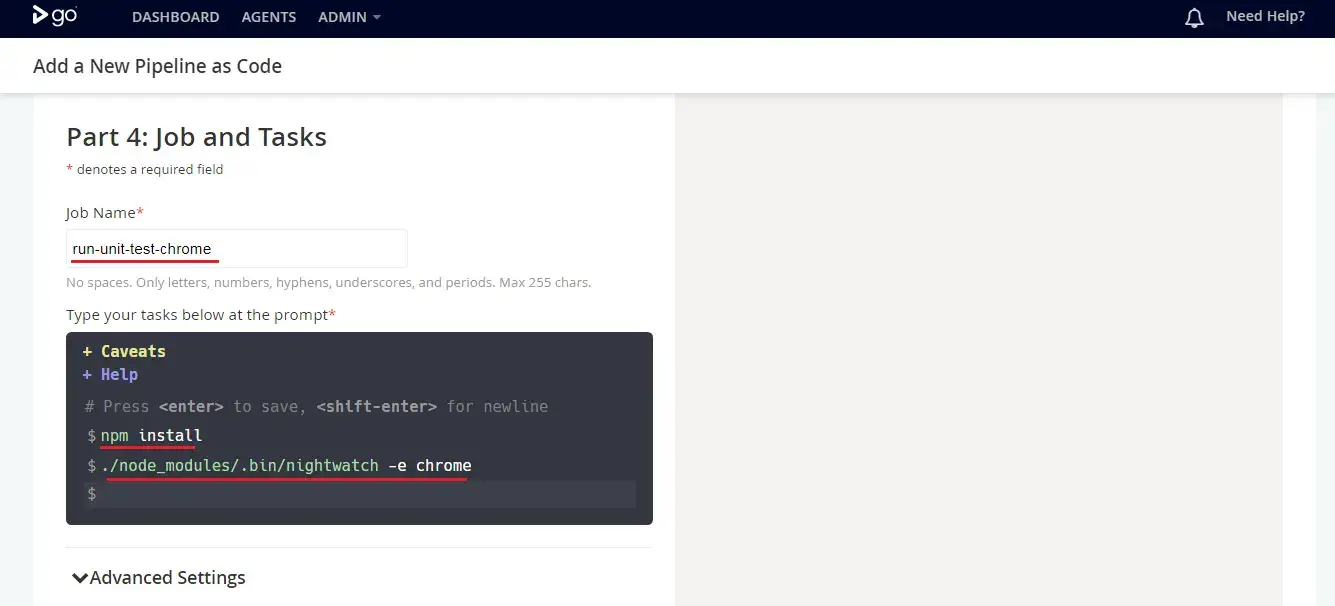 go DASHBOARD AGENTS ADMIN Need Help?
Add a New Pipeline as Code
Part 4: Job and Tasks
* denotes a required field
Job Name*
run-unit-test-chrome
No spaces. Only letters, numbers, hyphens, underscores, and periods. Max 255 chars.
Type your tasks below at the prompt*
+ Caveats
+ Help
# Press <enter> to save, <shift-enter> for newline
$ npm install
$ ./node_modules/.bin/nightwatch -e chrome
$
Advanced Settings